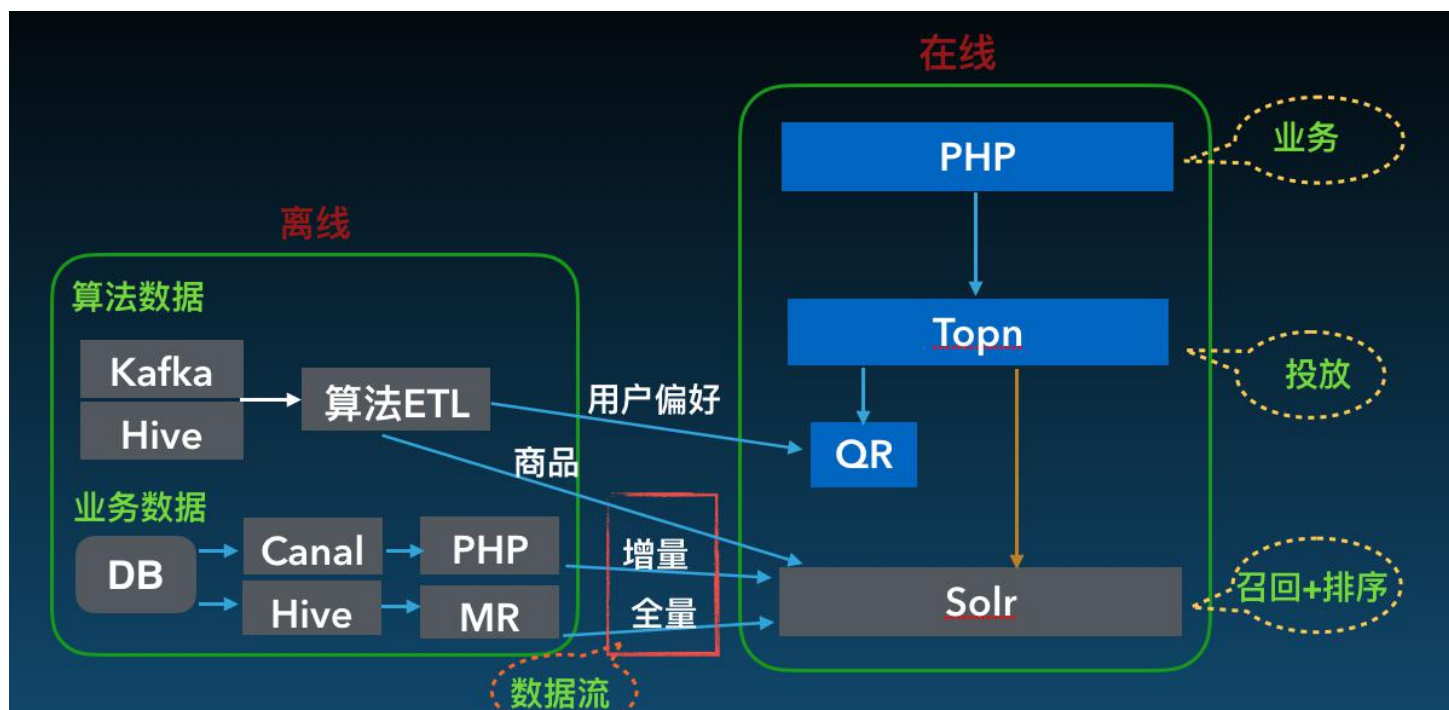 在线
PHP
业务
离线
算法数据
Topn
Kafka
投放
算法ETL
用户偏好
Hive
QR
商品
业务数据
Canal
PHP
增量
DB
Solr
召回+排序
Hive
MR
全量
数据流